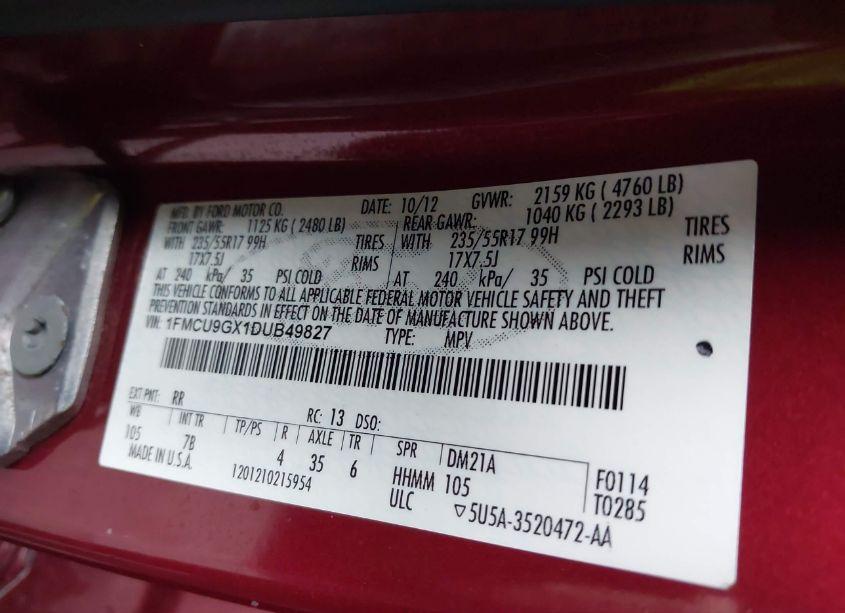 MFD. BY FORD MOTOR CO. DATE: 10/12 GVWR: 2159 KG ( 4760 LB)
FRONT GAWR: 1125 KG ( 2480 LB) REAR GAWR: 1040 KG ( 2293 LB)
WITH 235/55R17 99H TIRES WITH 235/55R17 99H TIRES
17X7.5J RIMS 17X7.5J RIMS
AT 240 kPa/ 35 PSI COLD AT 240 kPa/ 35 PSI COLD
THIS VEHICLE CONFORMS TO ALL APPLICABLE FEDERAL MOTOR VEHICLE SAFETY AND THEFT
PREVENTION STANDARDS IN EFFECT ON THE DATE OF MANUFACTURE SHOWN ABOVE.
VIN: 1FMCU9GX1DUB49827 TYPE: MPV
EXT PNT: RR RC: 13 DSO:
WB INT TR TP/PS R AXLE TR SPR DM21A F0114
105 7B 4 35 6 HHMM 105 T0285
MADE IN U.S.A. 1201210215954 ULC ▽5U5A-3520472-AA